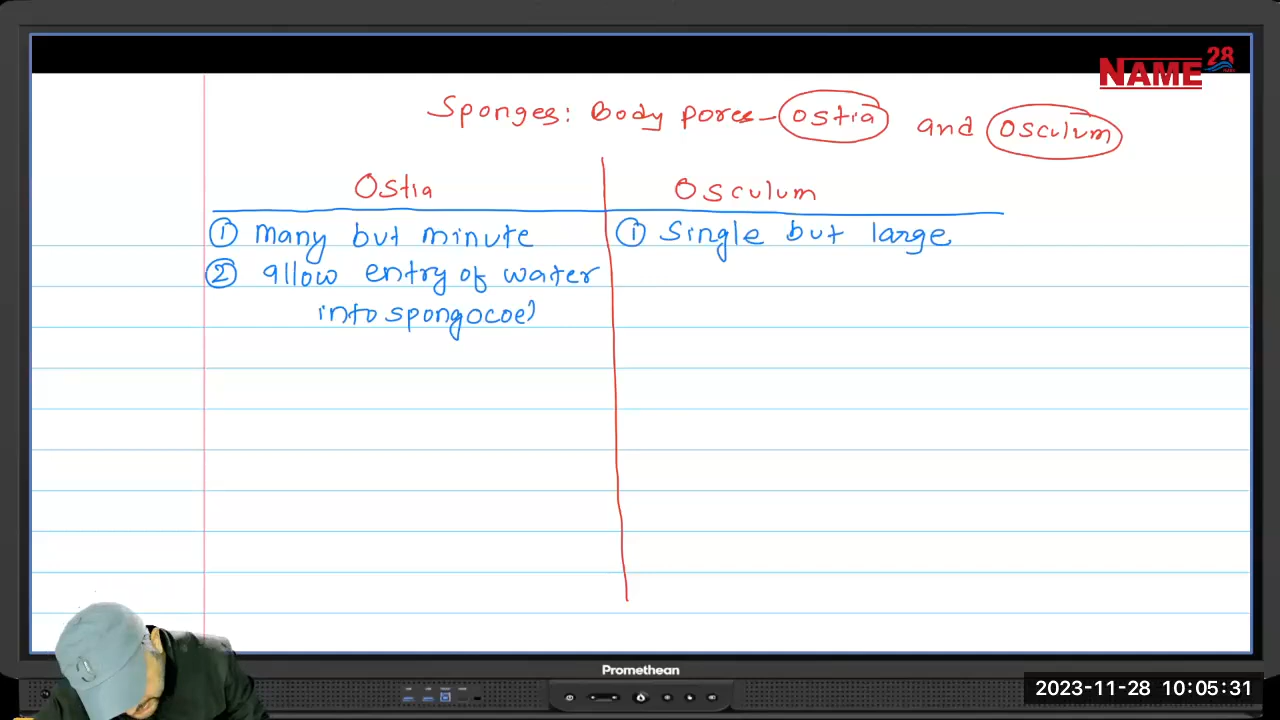 NAME 28
Sponges: Body pores - Ostia and Osculum
Ostia
Osculum
① Many but minute
② allow entry of water
into spongocoel
① Single but large
Promethean
2023-11-28 10:05:31